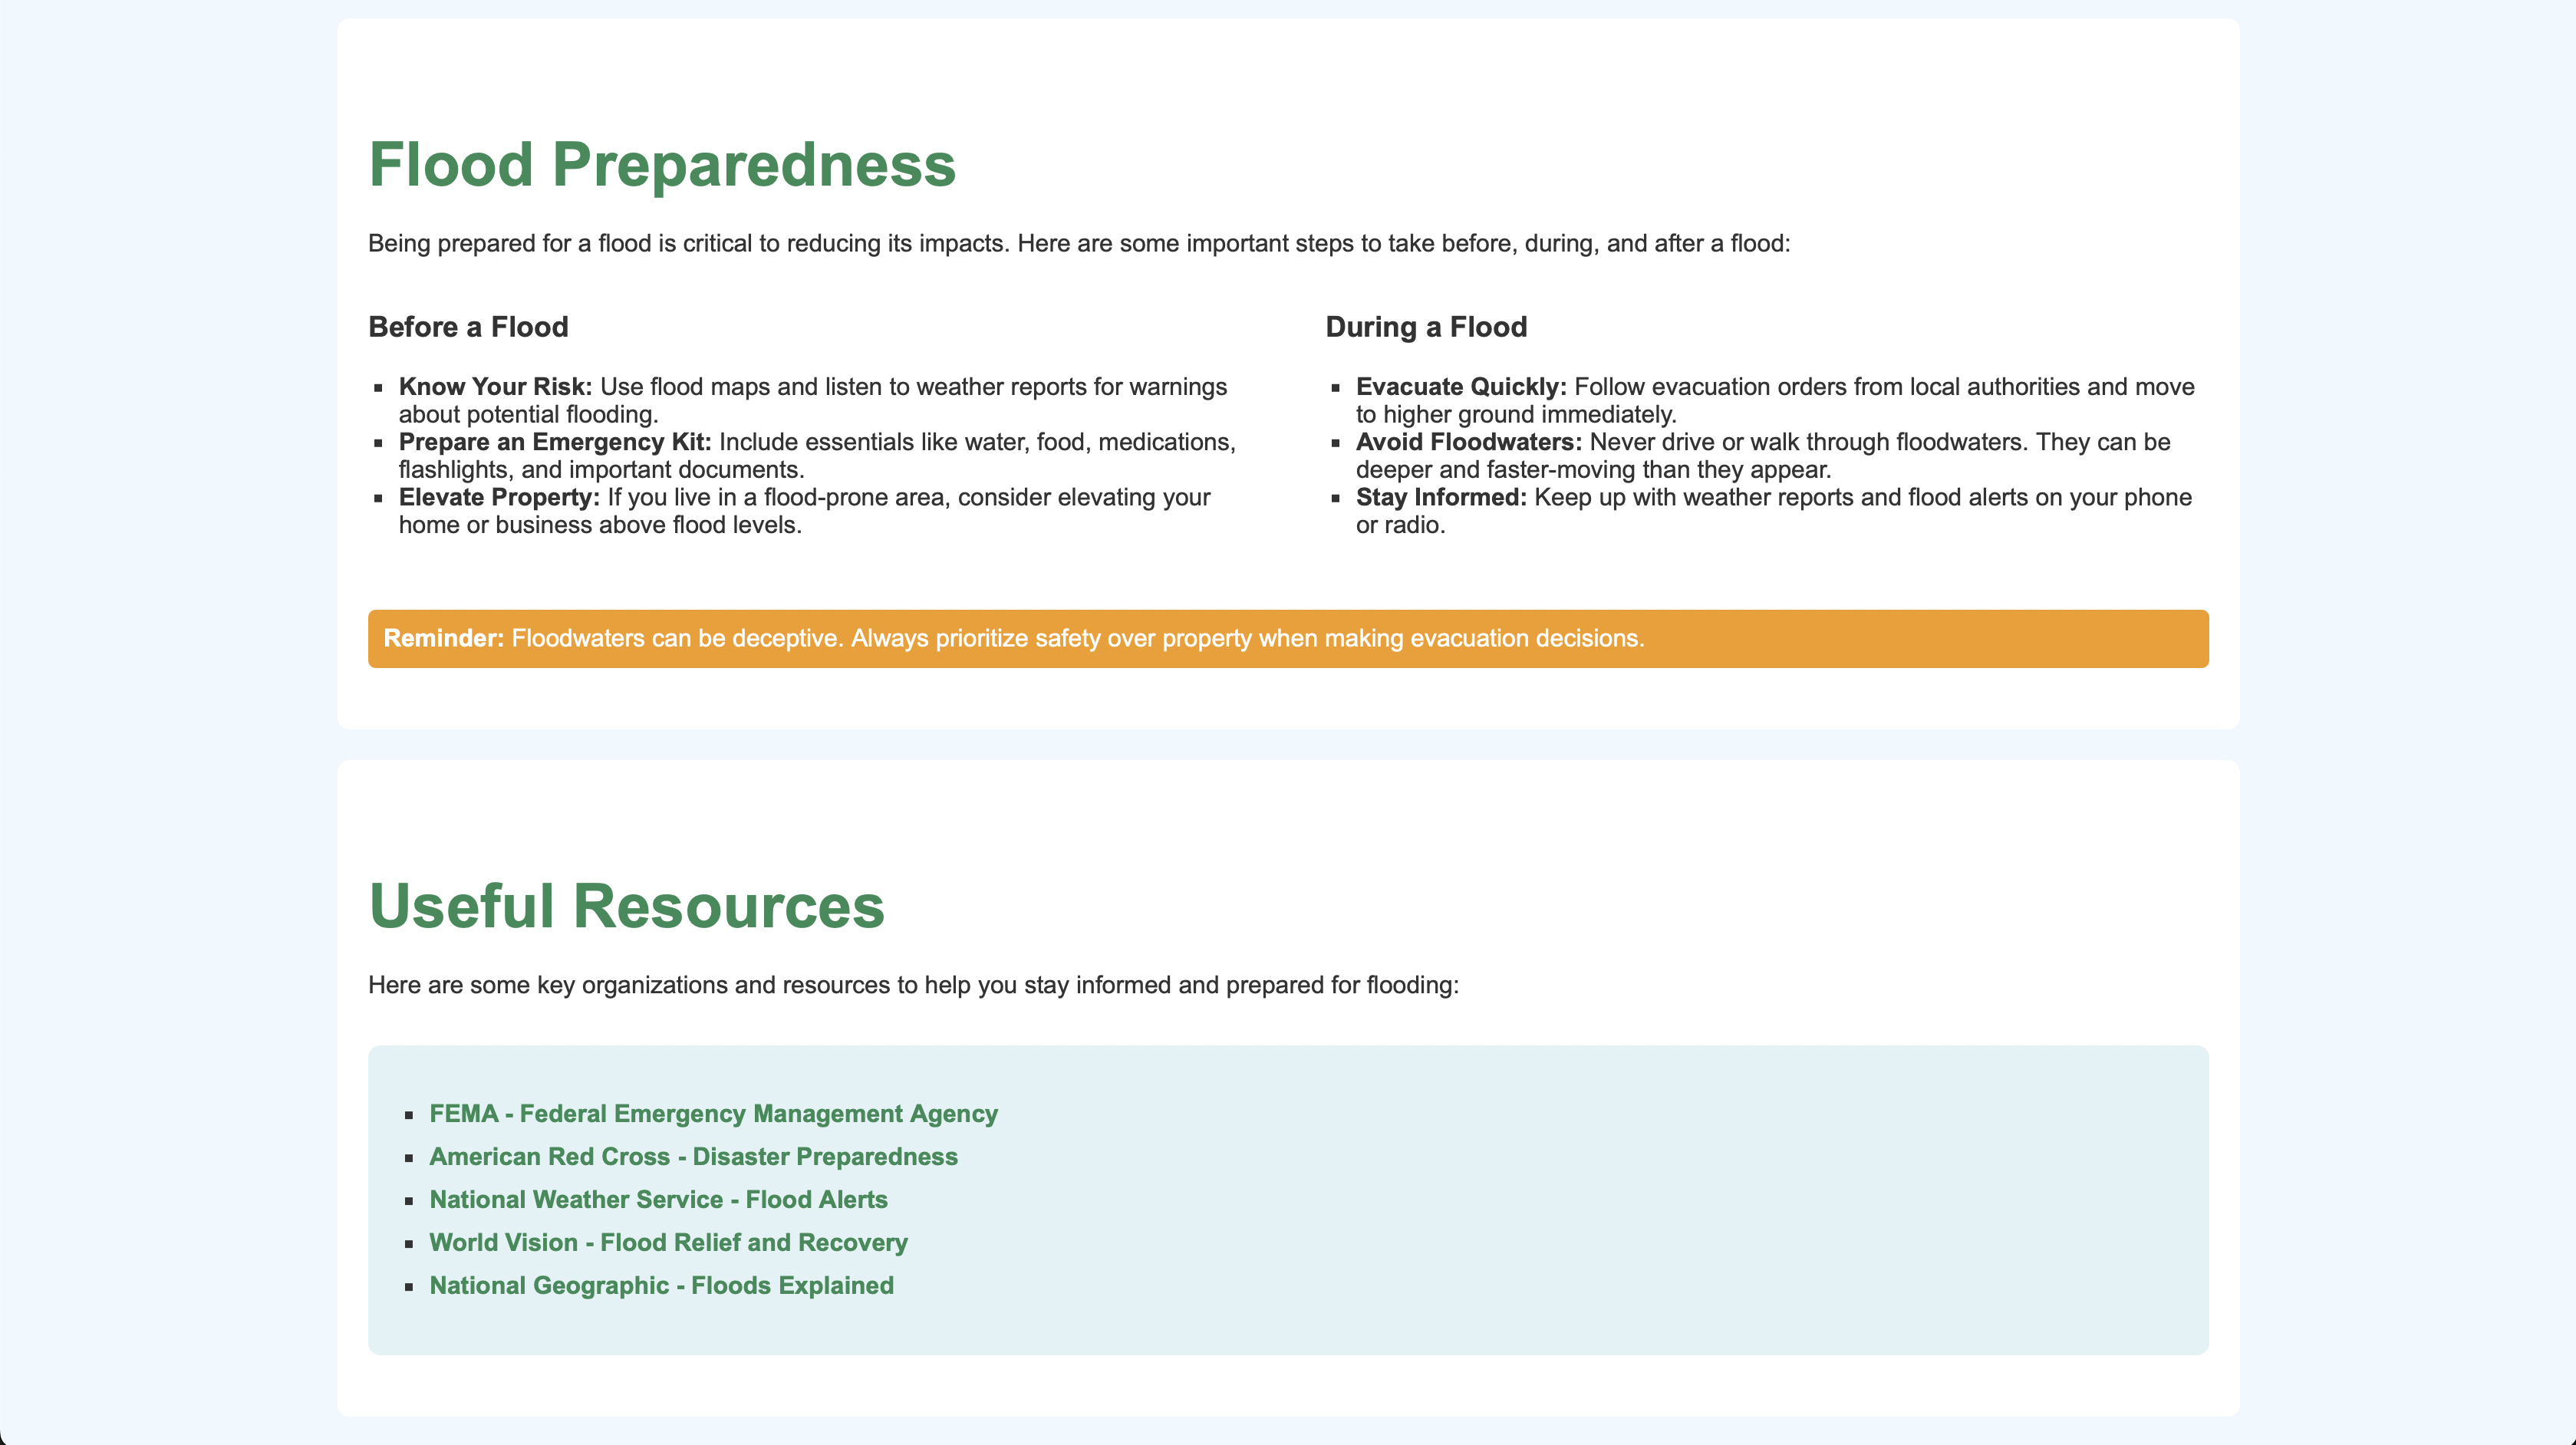 Flood Preparedness
Being prepared for a flood is critical to reducing its impacts. Here are some important steps to take before, during, and after a flood:
Before a Flood
Know Your Risk: Use flood maps and listen to weather reports for warnings
about potential flooding.
Prepare an Emergency Kit: Include essentials like water, food, medications,
flashlights, and important documents.
Elevate Property: If you live in a flood-prone area, consider elevating your
home or business above flood levels.
During a Flood
Evacuate Quickly: Follow evacuation orders from local authorities and move
to higher ground immediately.
Avoid Floodwaters: Never drive or walk through floodwaters. They can be
deeper and faster-moving than they appear.
Stay Informed: Keep up with weather reports and flood alerts on your phone
or radio.
Reminder: Floodwaters can be deceptive. Always prioritize safety over property when making evacuation decisions.
Useful Resources
Here are some key organizations and resources to help you stay informed and prepared for flooding:
FEMA - Federal Emergency Management Agency
American Red Cross - Disaster Preparedness
National Weather Service - Flood Alerts
World Vision - Flood Relief and Recovery
National Geographic - Floods Explained